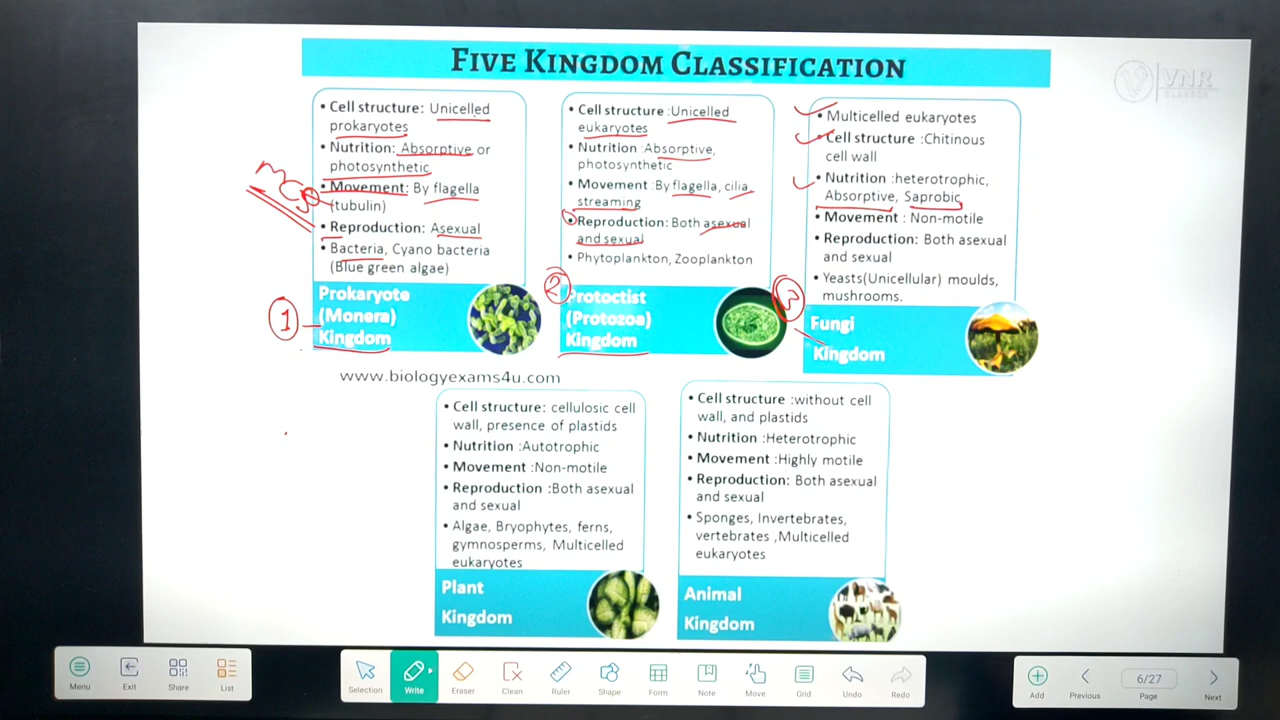 FIVE KINGDOM CLASSIFICATION
VNR
CLASSES
• Cell structure: Unicelled
prokaryotes
• Nutrition: Absorptive or
photosynthetic
• Movement: By flagella
(tubulin)
• Reproduction: Asexual
• Bacteria, Cyano bacteria
(Blue green algae)
Prokaryote
(Monera)
Kingdom
1
• Cell structure :Unicelled
eukaryotes
• Nutrition :Absorptive,
photosynthetic
• Movement :By flagella, cilia,
streaming
• Reproduction: Both asexual
and sexual
• Phytoplankton, Zooplankton
2
Protoctist
(Protozoa)
Kingdom
• Multicelled eukaryotes
• Cell structure :Chitinous
cell wall
• Nutrition :heterotrophic,
Absorptive, Saprobic
• Movement : Non-motile
• Reproduction: Both asexual
and sexual
• Yeasts(Unicellular) moulds,
mushrooms.
3
Fungi
Kingdom
www.biologyexams4u.com
• Cell structure: cellulosic cell
wall, presence of plastids
• Nutrition :Autotrophic
• Movement :Non-motile
• Reproduction :Both asexual
and sexual
• Algae, Bryophytes, ferns,
gymnosperms, Multicelled
eukaryotes
Plant
Kingdom
• Cell structure :without cell
wall, and plastids
• Nutrition :Heterotrophic
• Movement :Highly motile
• Reproduction: Both asexual
and sexual
• Sponges, Invertebrates,
vertebrates ,Multicelled
eukaryotes
Animal
Kingdom
Menu
Exit
Share
List
Selection
Write
Eraser
Clean
Ruler
Shape
Form
Note
Move
Grid
Undo
Redo
Add
Previous
6/27
Page
Next